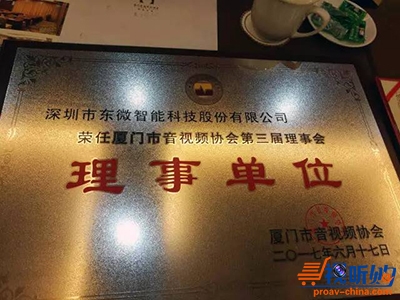 深圳市东微智能科技股份有限公司
荣任厦门市音视频协会第三届理事会
理事单位
厦门市音视频协会
二〇一七年六月十七日
proav-china.com